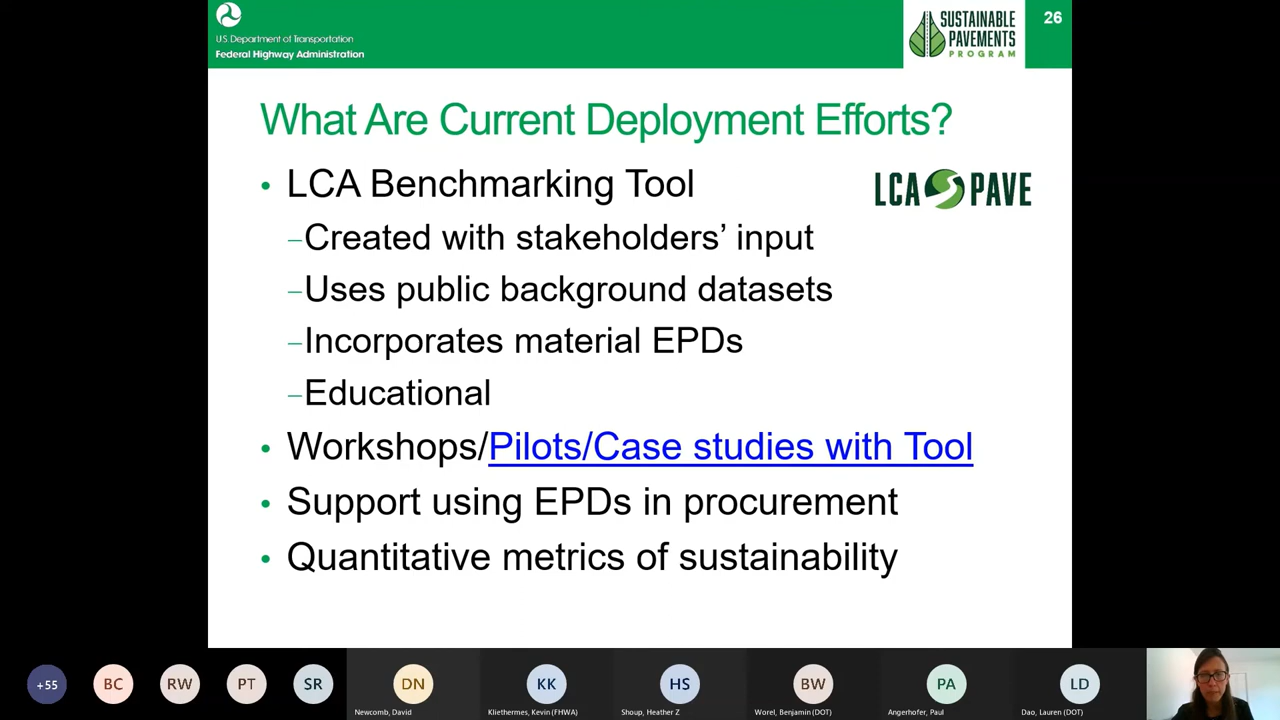 U.S. Department of Transportation
Federal Highway Administration
SUSTAINABLE
PAVEMENTS
PROGRAM
26
What Are Current Deployment Efforts?
• LCA Benchmarking Tool
LCA PAVE
–Created with stakeholders’ input
–Uses public background datasets
–Incorporates material EPDs
–Educational
• Workshops/Pilots/Case studies with Tool
• Support using EPDs in procurement
• Quantitative metrics of sustainability
+55
BC
RW
PT
SR
DN
KK
HS
BW
PA
LD
Newcomb, David
Kliethermes, Kevin (FHWA)
Shoup, Heather Z
Worel, Benjamin (DOT)
Angerhofer, Paul
Dao, Lauren (DOT)